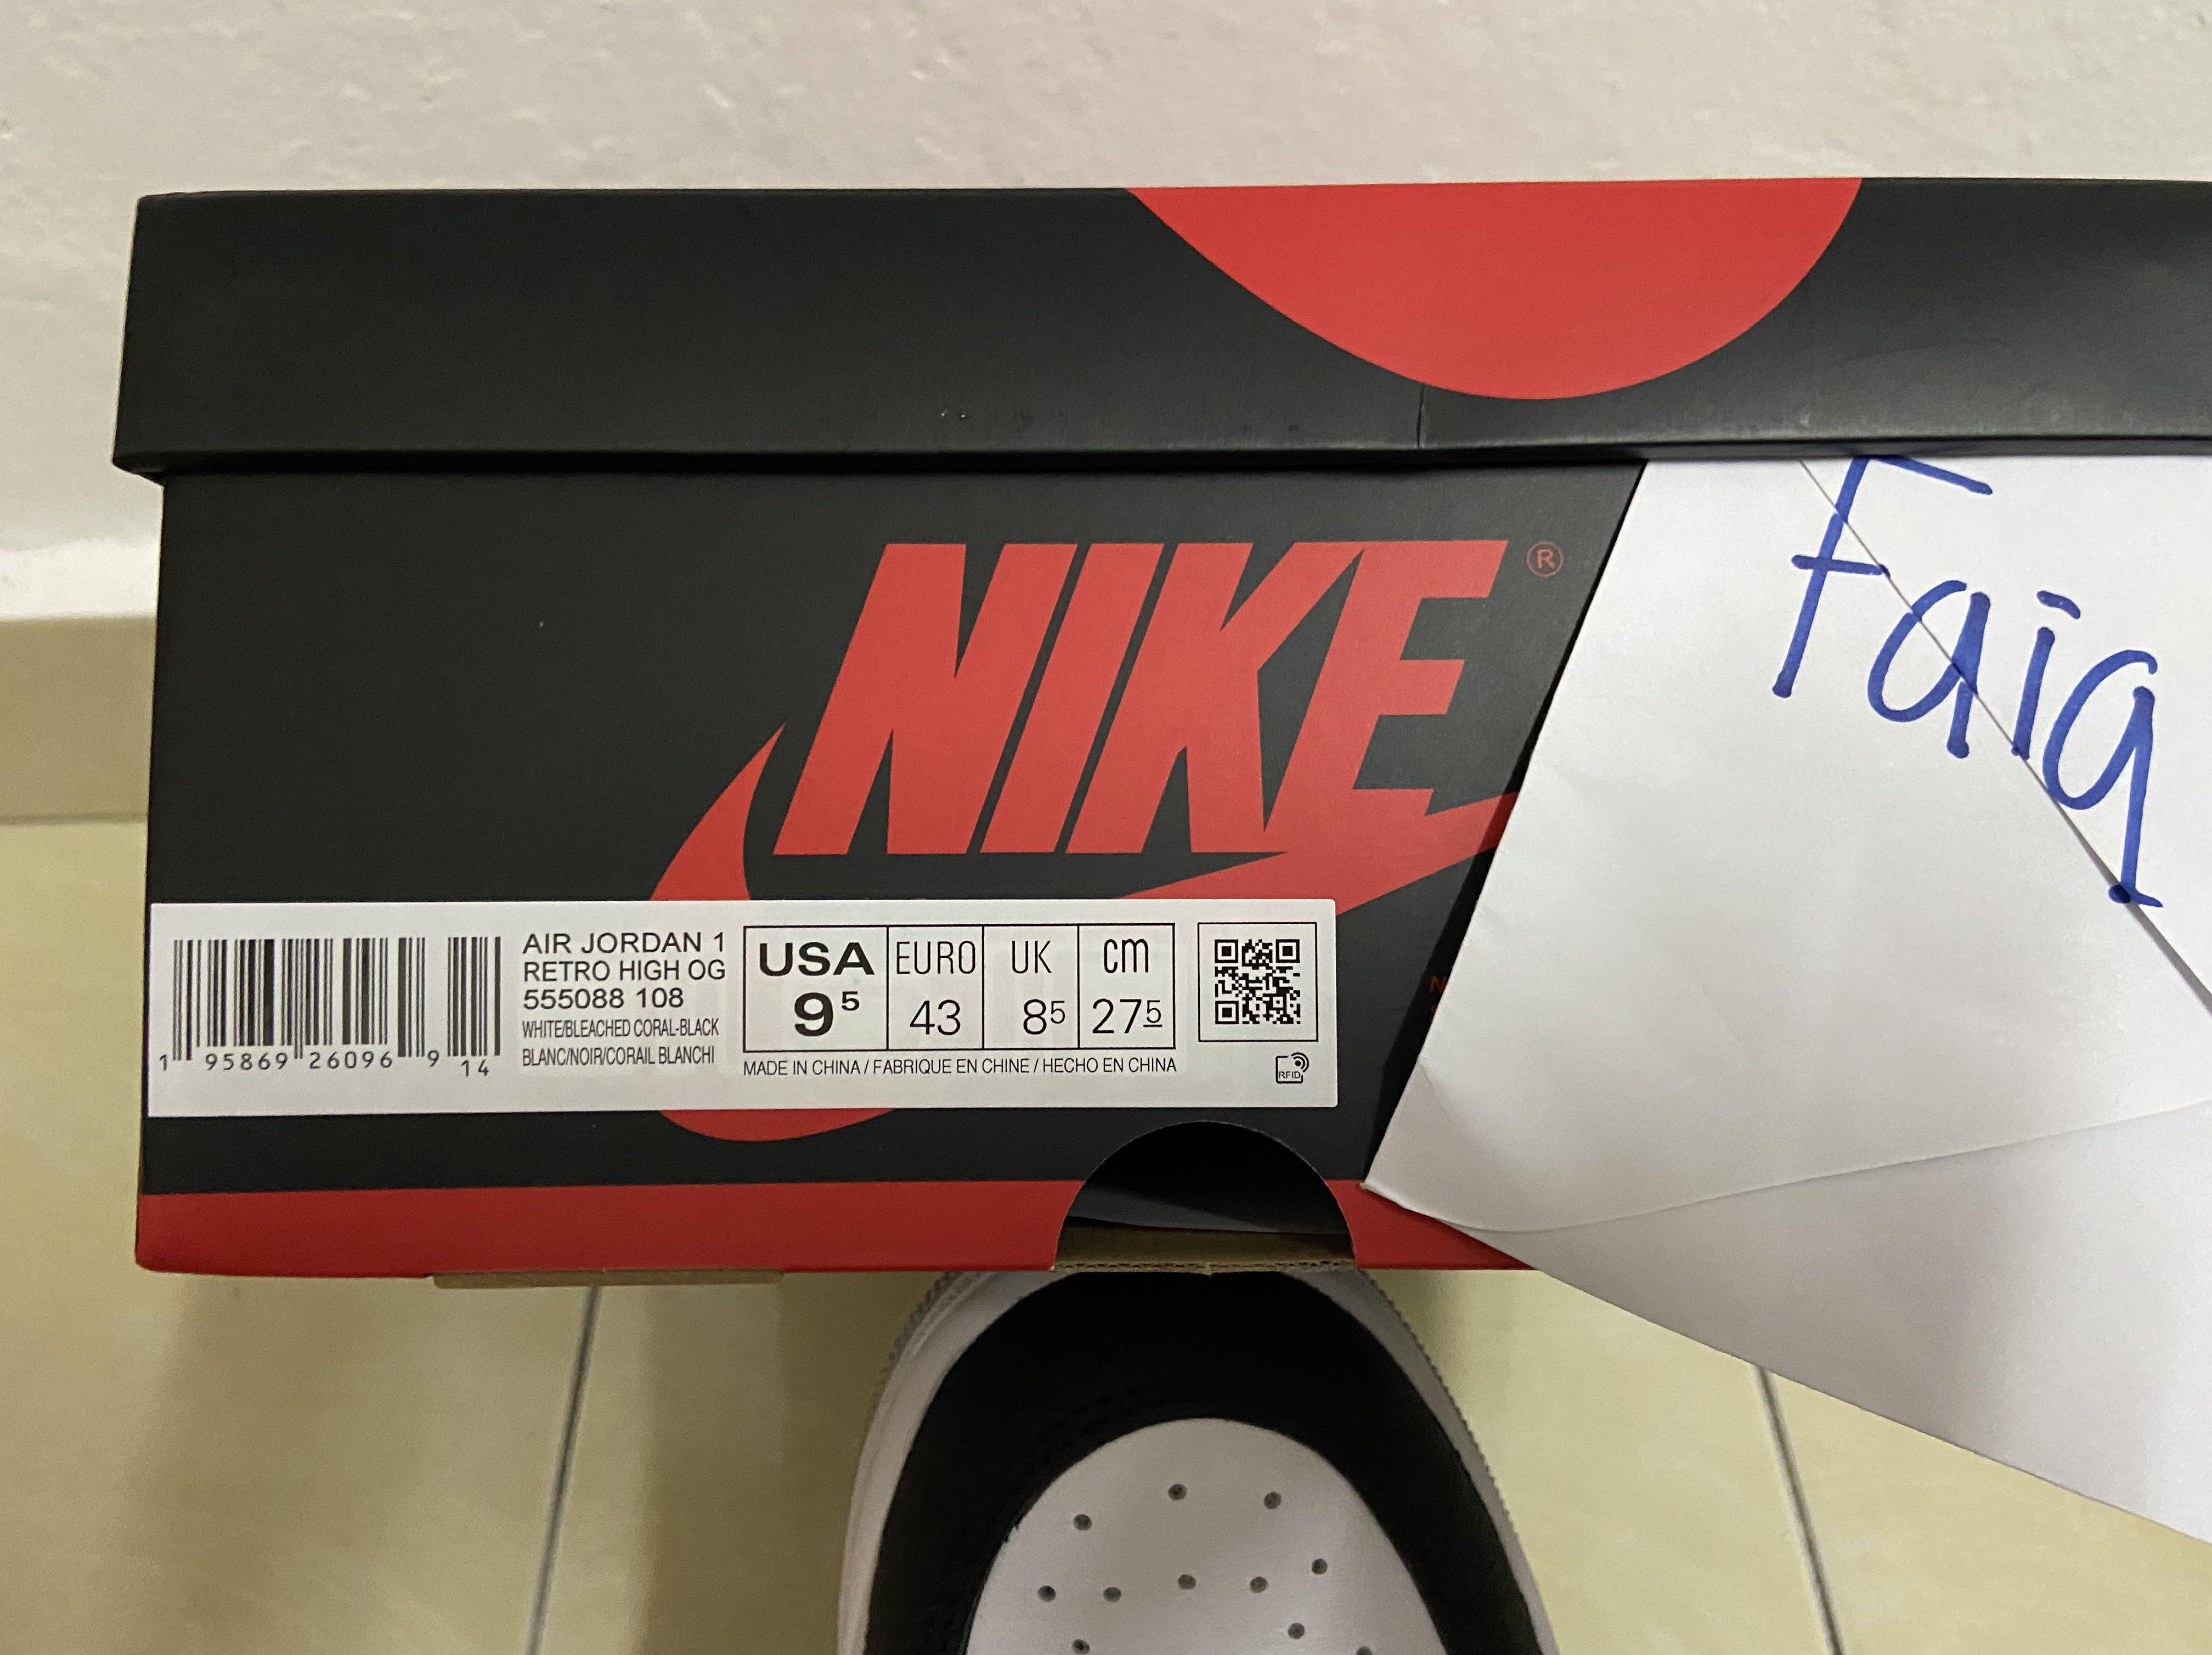 NIKE ®
Faiq
AIR JORDAN 1
RETRO HIGH OG
555088 108
WHITE/BLEACHED CORAL-BLACK
BLANC/NOIR/CORAIL BLANCHI
1 95869 26096 9 14
USA EURO UK cm
9⁵ 43 8⁵ 27⁵
MADE IN CHINA / FABRIQUE EN CHINE / HECHO EN CHINA
RFID